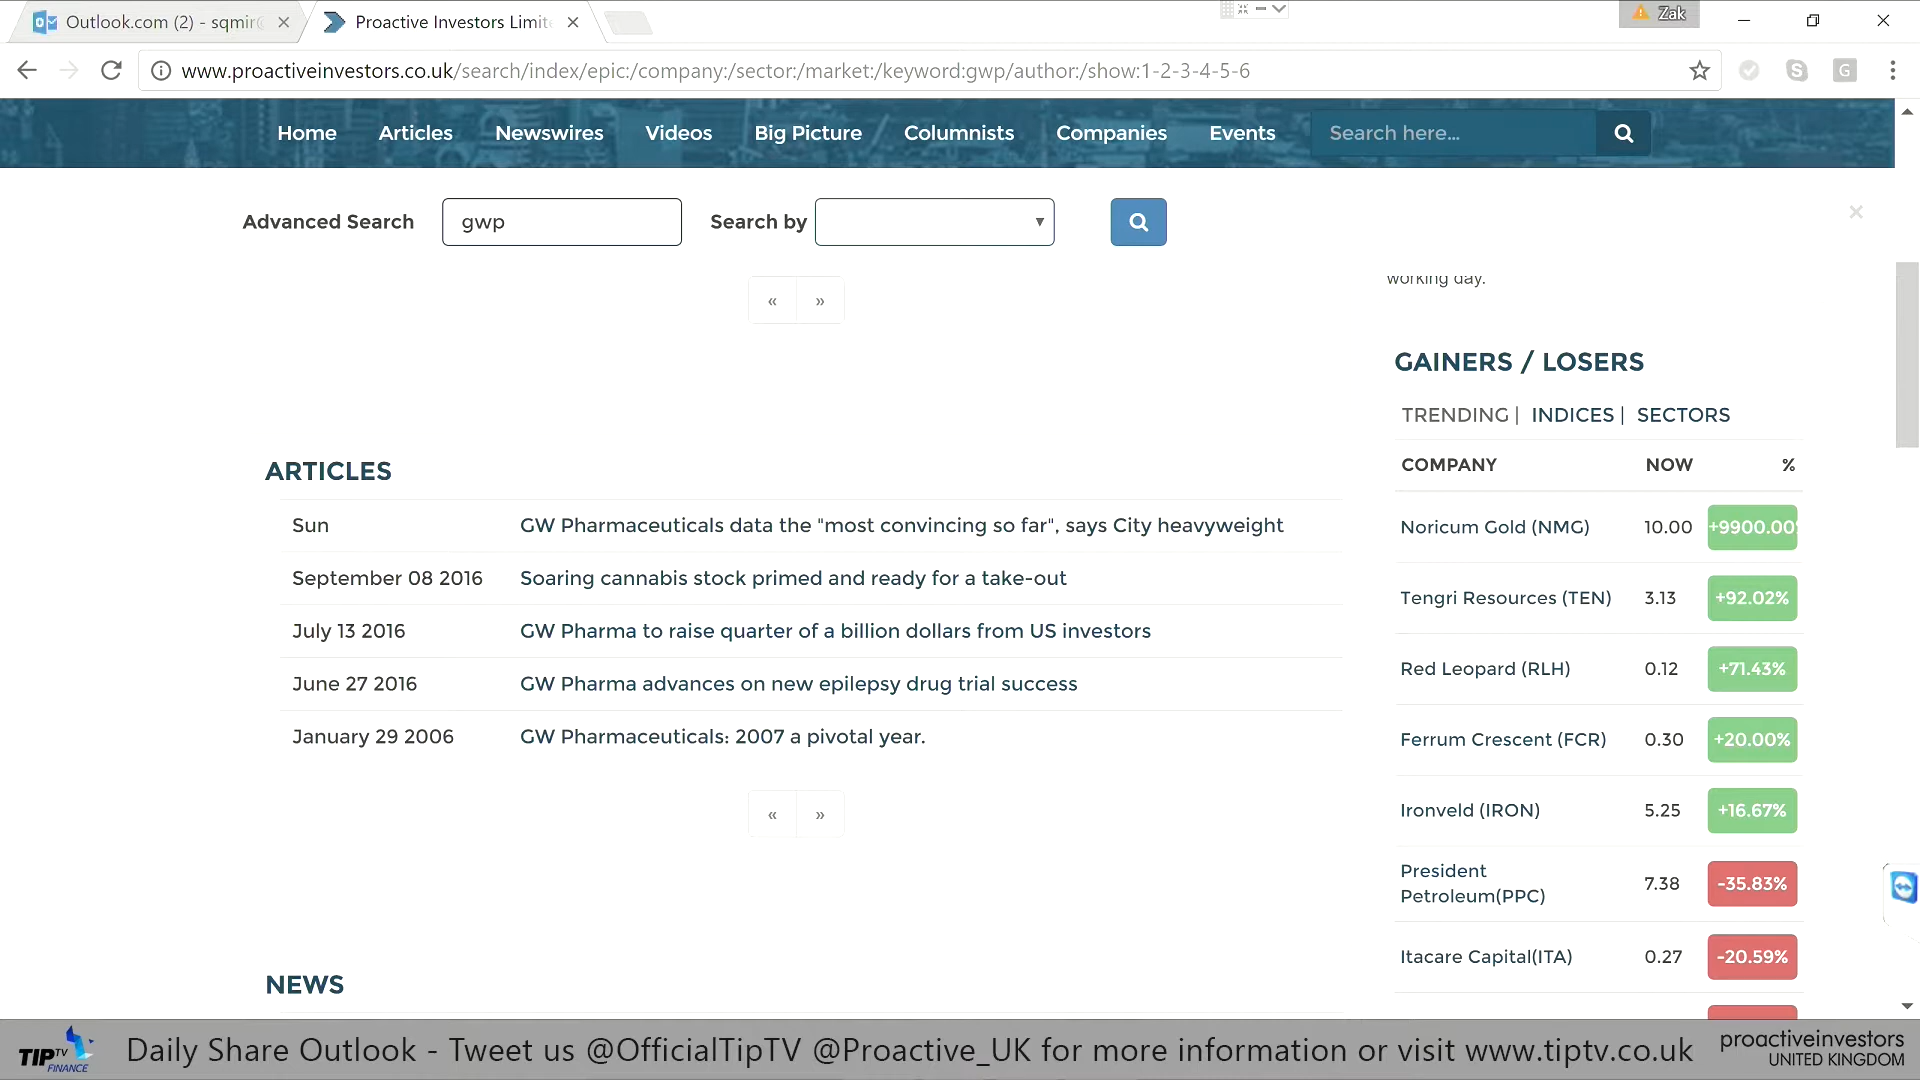 Outlook.com (2) - sqmir@
Proactive Investors Limit
Zak
www.proactiveinvestors.co.uk/search/index/epic:/company:/sector:/market:/keyword:gwp/author:/show:1-2-3-4-5-6
Home Articles Newswires Videos Big Picture Columnists Companies Events Search here...
Advanced Search gwp Search by
« »
working day.
GAINERS / LOSERS
TRENDING | INDICES | SECTORS
COMPANY NOW %
ARTICLES
Sun GW Pharmaceuticals data the "most convincing so far", says City heavyweight
September 08 2016 Soaring cannabis stock primed and ready for a take-out
July 13 2016 GW Pharma to raise quarter of a billion dollars from US investors
June 27 2016 GW Pharma advances on new epilepsy drug trial success
January 29 2006 GW Pharmaceuticals: 2007 a pivotal year.
« »
NEWS
Noricum Gold (NMG) 10.00 +9900.00%
Tengri Resources (TEN) 3.13 +92.02%
Red Leopard (RLH) 0.12 +71.43%
Ferrum Crescent (FCR) 0.30 +20.00%
Ironveld (IRON) 5.25 +16.67%
President
Petroleum(PPC) 7.38 -35.83%
Itacare Capital(ITA) 0.27 -20.59%
TIP TV
FINANCE
Daily Share Outlook - Tweet us @OfficialTipTV @Proactive_UK for more information or visit www.tiptv.co.uk
proactiveinvestors
UNITED KINGDOM